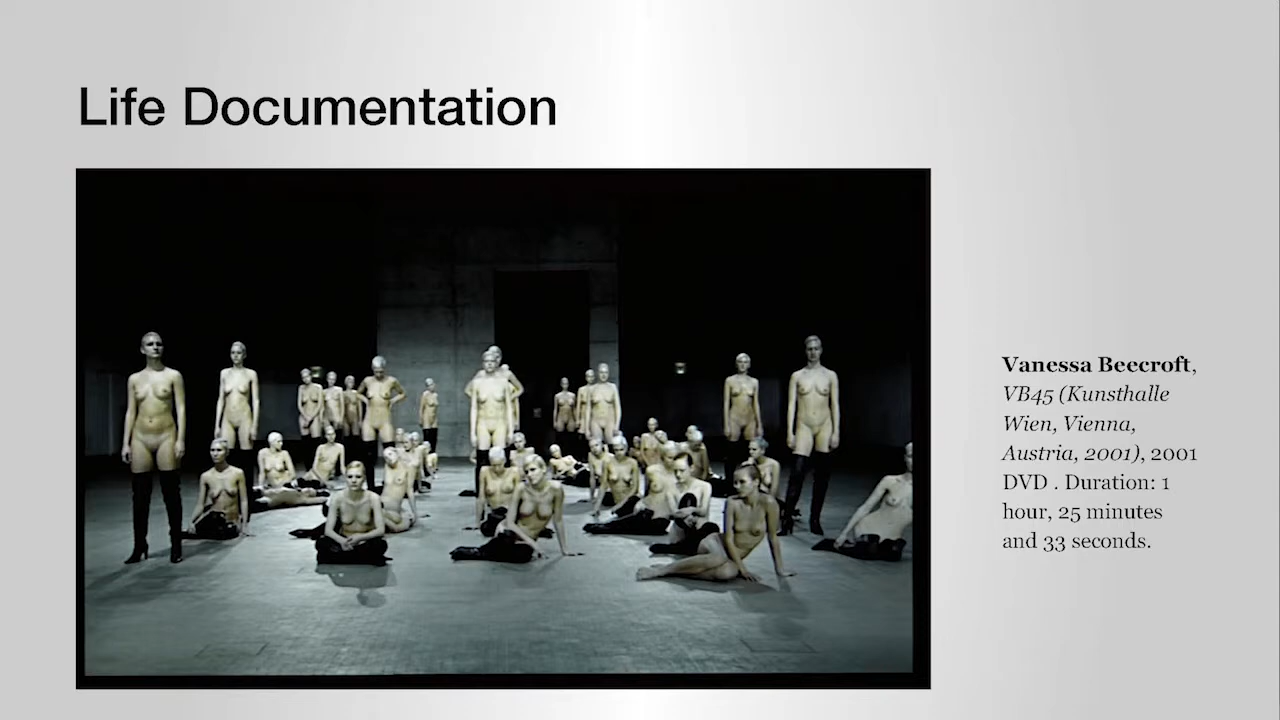 Life Documentation
Vanessa Beecroft,
VB45 (Kunsthalle
Wien, Vienna,
Austria, 2001), 2001
DVD . Duration: 1
hour, 25 minutes
and 33 seconds.